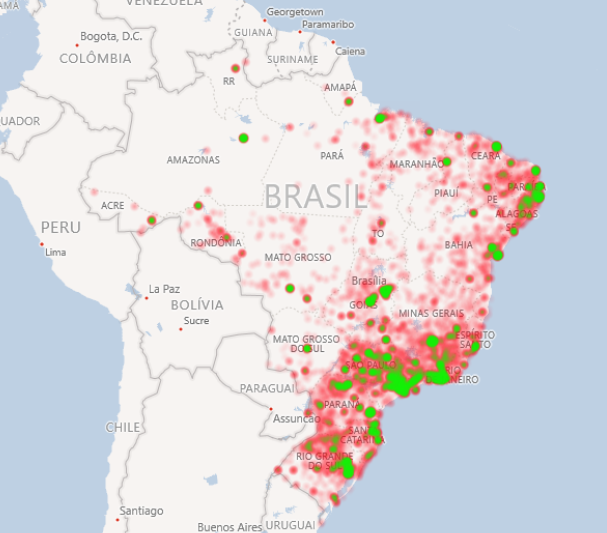 VENEZUELA
Georgetown
Paramaribo
Bogota, D.C.
GUIANA
Caiena
COLÔMBIA
SURINAME
RR
AMAPÁ
UADOR
AMAZONAS
PARÁ
MARANHÃO
CEARÁ
BRASIL
PIAUÍ
PE
ACRE
ALAGOAS
SE
PERU
RONDÔNIA
TO
BAHIA
Lima
MATO GROSSO
Brasília
La Paz
GOIÁS
BOLÍVIA
MINAS GERAIS
Sucre
ESPÍRITO
SANTO
MATO GROSSO
DO SUL
SÃO PAULO
RIO
PARAGUAI
PARANÁ
Assunção
CHILE
SANTA
CATARINA
RIO GRANDE
DO SUL
Santiago
Buenos Aires
URUGUAI